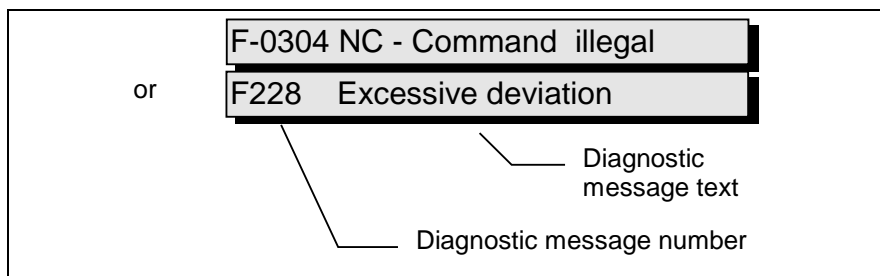 F-0304 NC - Command illegal
or
F228 Excessive deviation
Diagnostic
message text
Diagnostic message number